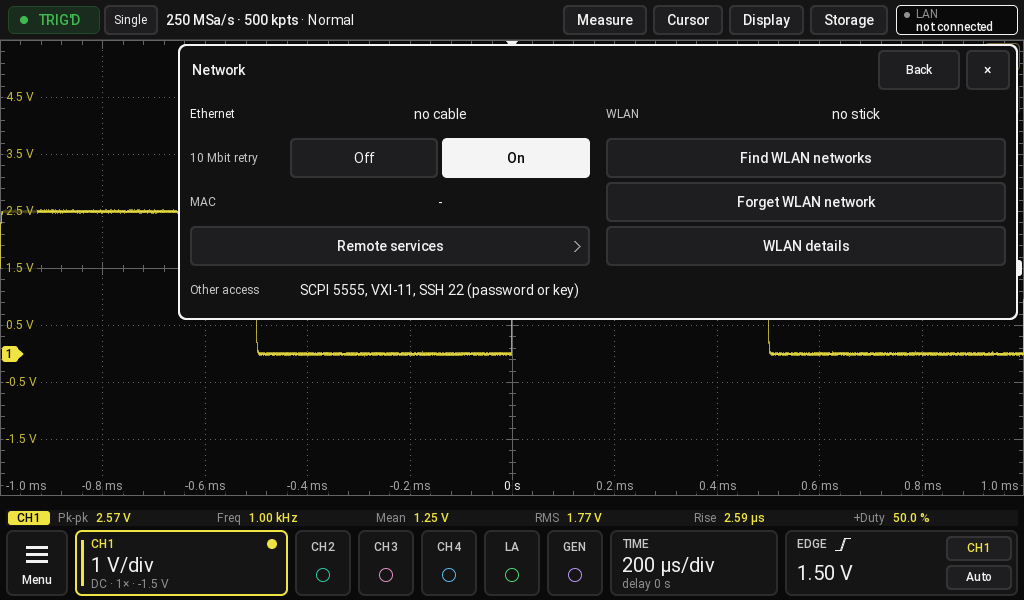 TRIG'D
Single
250 MSa/s · 500 kpts · Normal
Measure
Cursor
Display
Storage
LAN
not connected
Network
Back
×
Ethernet
no cable
WLAN
no stick
10 Mbit retry
Off
On
Find WLAN networks
MAC
-
Forget WLAN network
Remote services
WLAN details
Other access
SCPI 5555, VXI-11, SSH 22 (password or key)
4.5 V
3.5 V
2.5 V
1.5 V
0.5 V
1
-0.5 V
-1.5 V
-1.0 ms
-0.8 ms
-0.6 ms
-0.4 ms
-0.2 ms
0 s
0.2 ms
0.4 ms
0.6 ms
0.8 ms
1.0 ms
CH1
Pk-pk 2.57 V
Freq 1.00 kHz
Mean 1.25 V
RMS 1.77 V
Rise 2.59 µs
+Duty 50.0 %
Menu
CH1
1 V/div
DC · 1× · -1.5 V
CH2
CH3
CH4
LA
GEN
TIME
200 µs/div
delay 0 s
EDGE
1.50 V
CH1
Auto